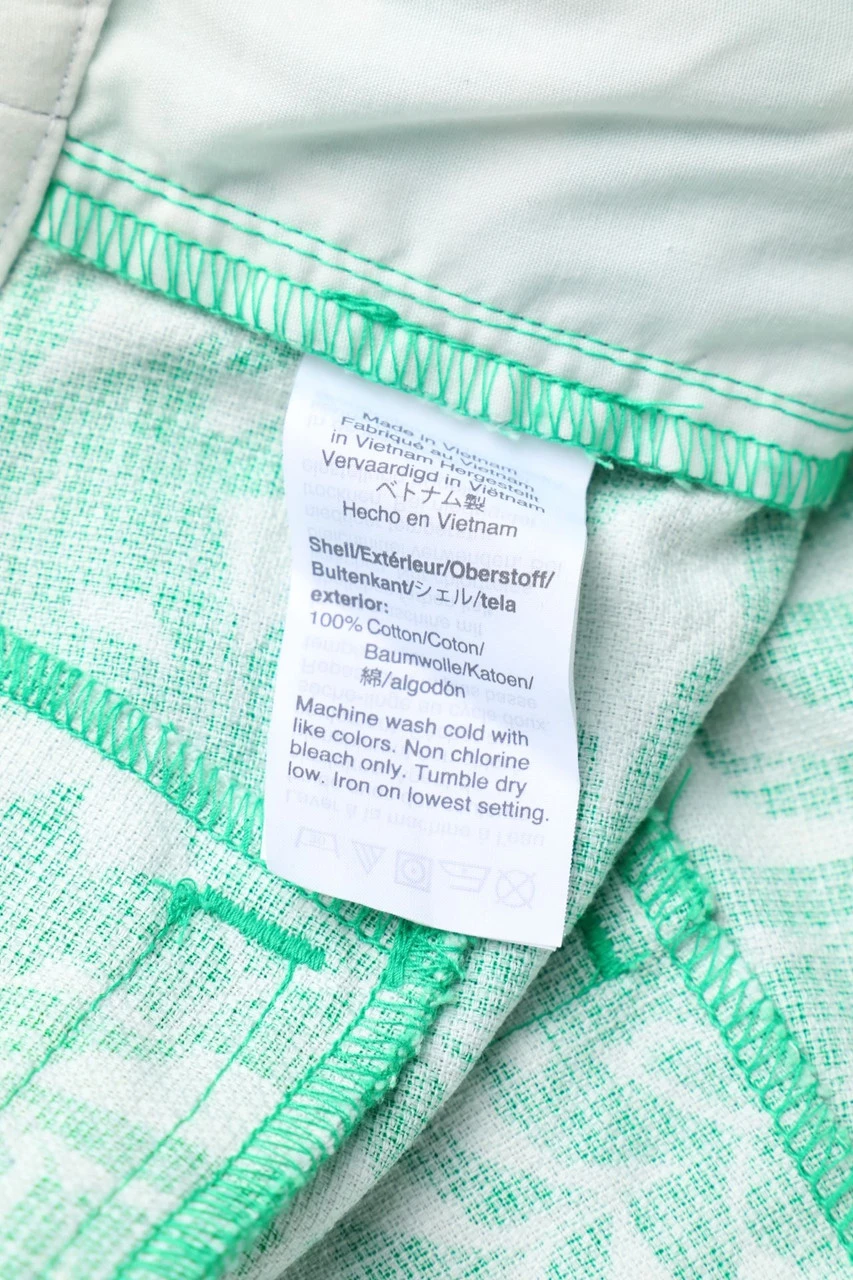 Made in Vietnam
Fabriqué au Vietnam
in Vietnam Hergestellt
Vervaardigd in Viëtnam
ベトナム製
Hecho en Vietnam
Shell/Extérieur/Oberstoff/
Buitenkant/シェル/tela
exterior:
100% Cotton/Coton/
Baumwolle/Katoen/
綿/algodón
Machine wash cold with
like colors. Non chlorine
bleach only. Tumble dry
low. Iron on lowest setting.